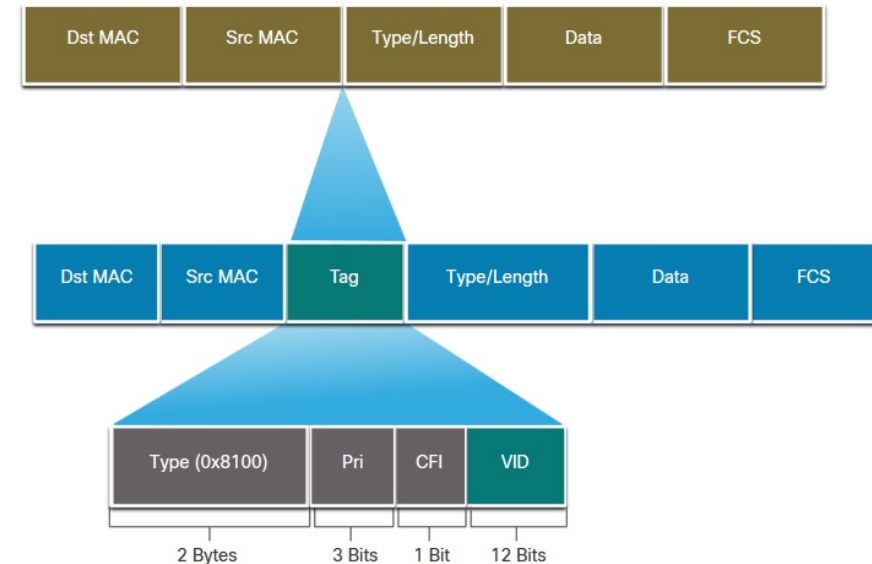 Dst MAC Src MAC Type/Length Data FCS
Dst MAC Src MAC Tag Type/Length Data FCS
Type (0x8100) Pri CFI VID
2 Bytes 3 Bits 1 Bit 12 Bits